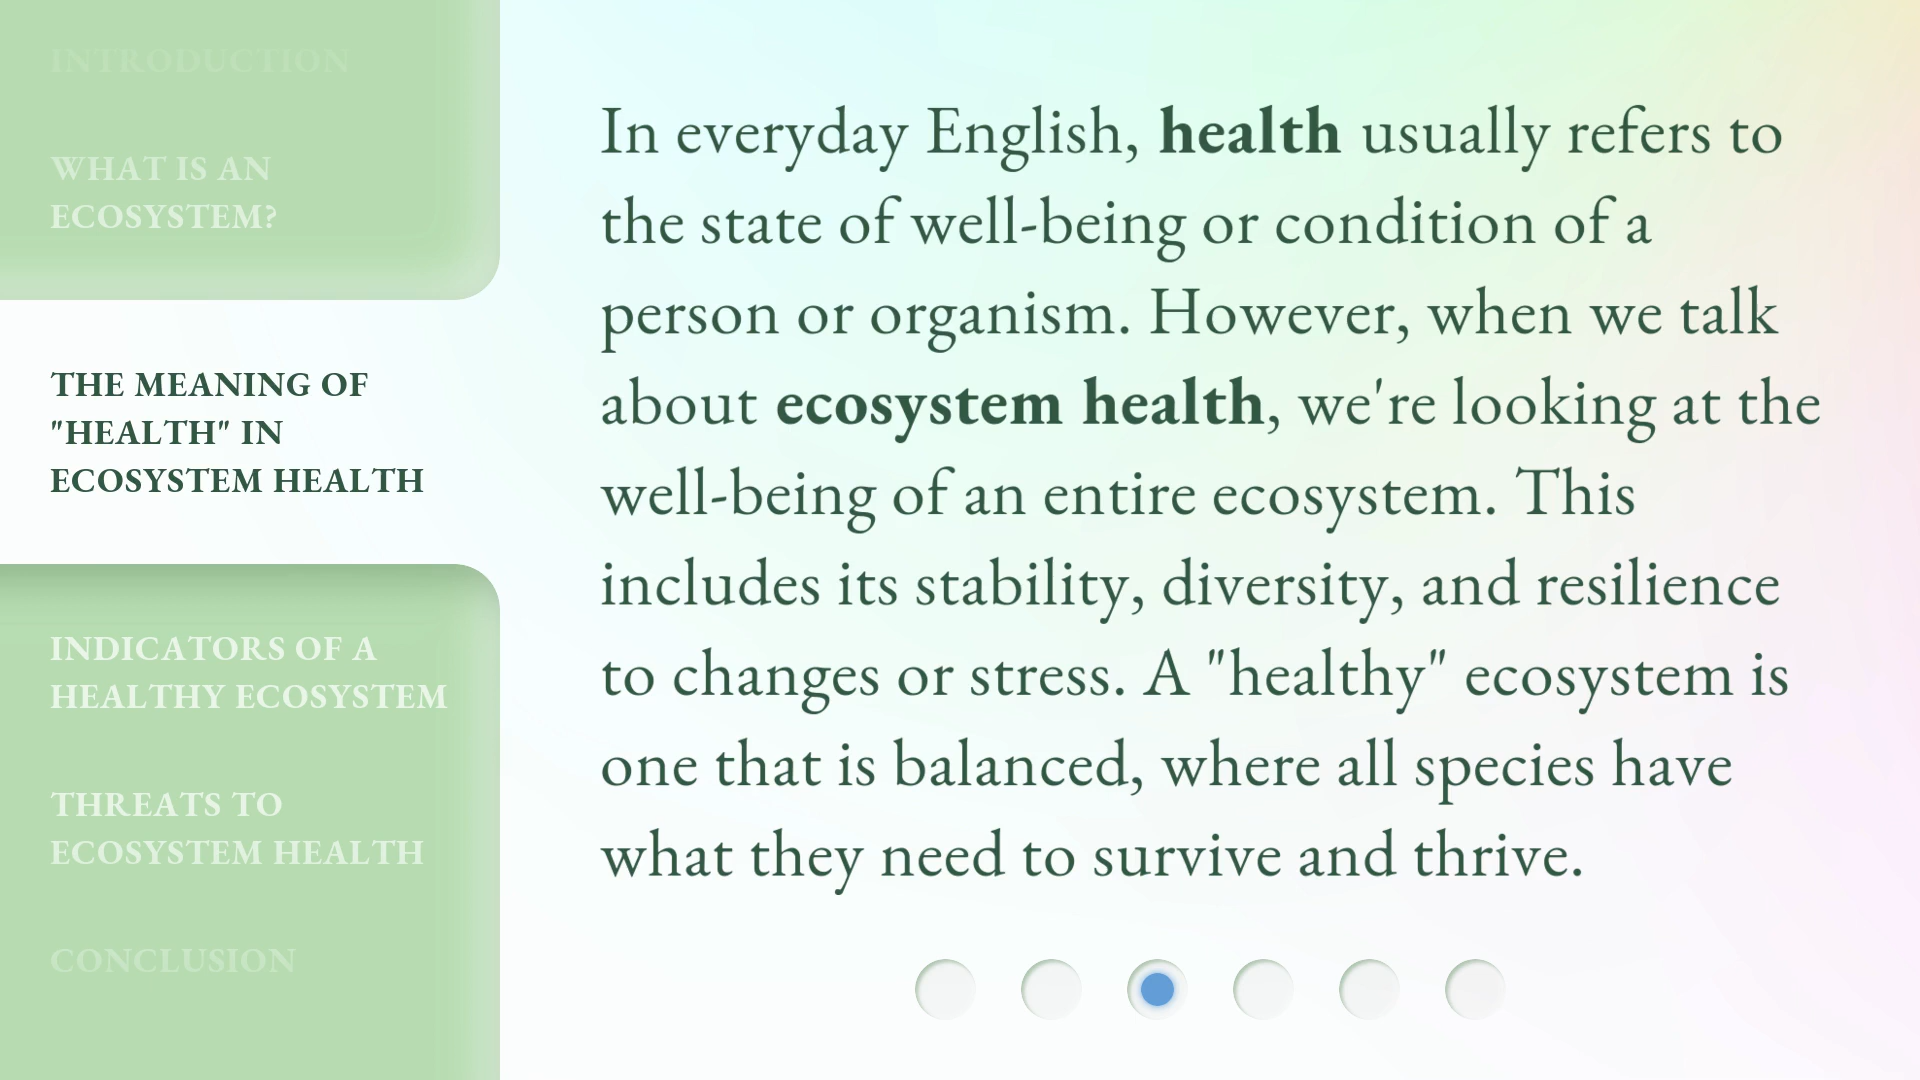 INTRODUCTION
WHAT IS AN
ECOSYSTEM?
THE MEANING OF
"HEALTH" IN
ECOSYSTEM HEALTH
INDICATORS OF A
HEALTHY ECOSYSTEM
THREATS TO
ECOSYSTEM HEALTH
CONCLUSION
In everyday English, health usually refers to
the state of well-being or condition of a
person or organism. However, when we talk
about ecosystem health, we're looking at the
well-being of an entire ecosystem. This
includes its stability, diversity, and resilience
to changes or stress. A "healthy" ecosystem is
one that is balanced, where all species have
what they need to survive and thrive.